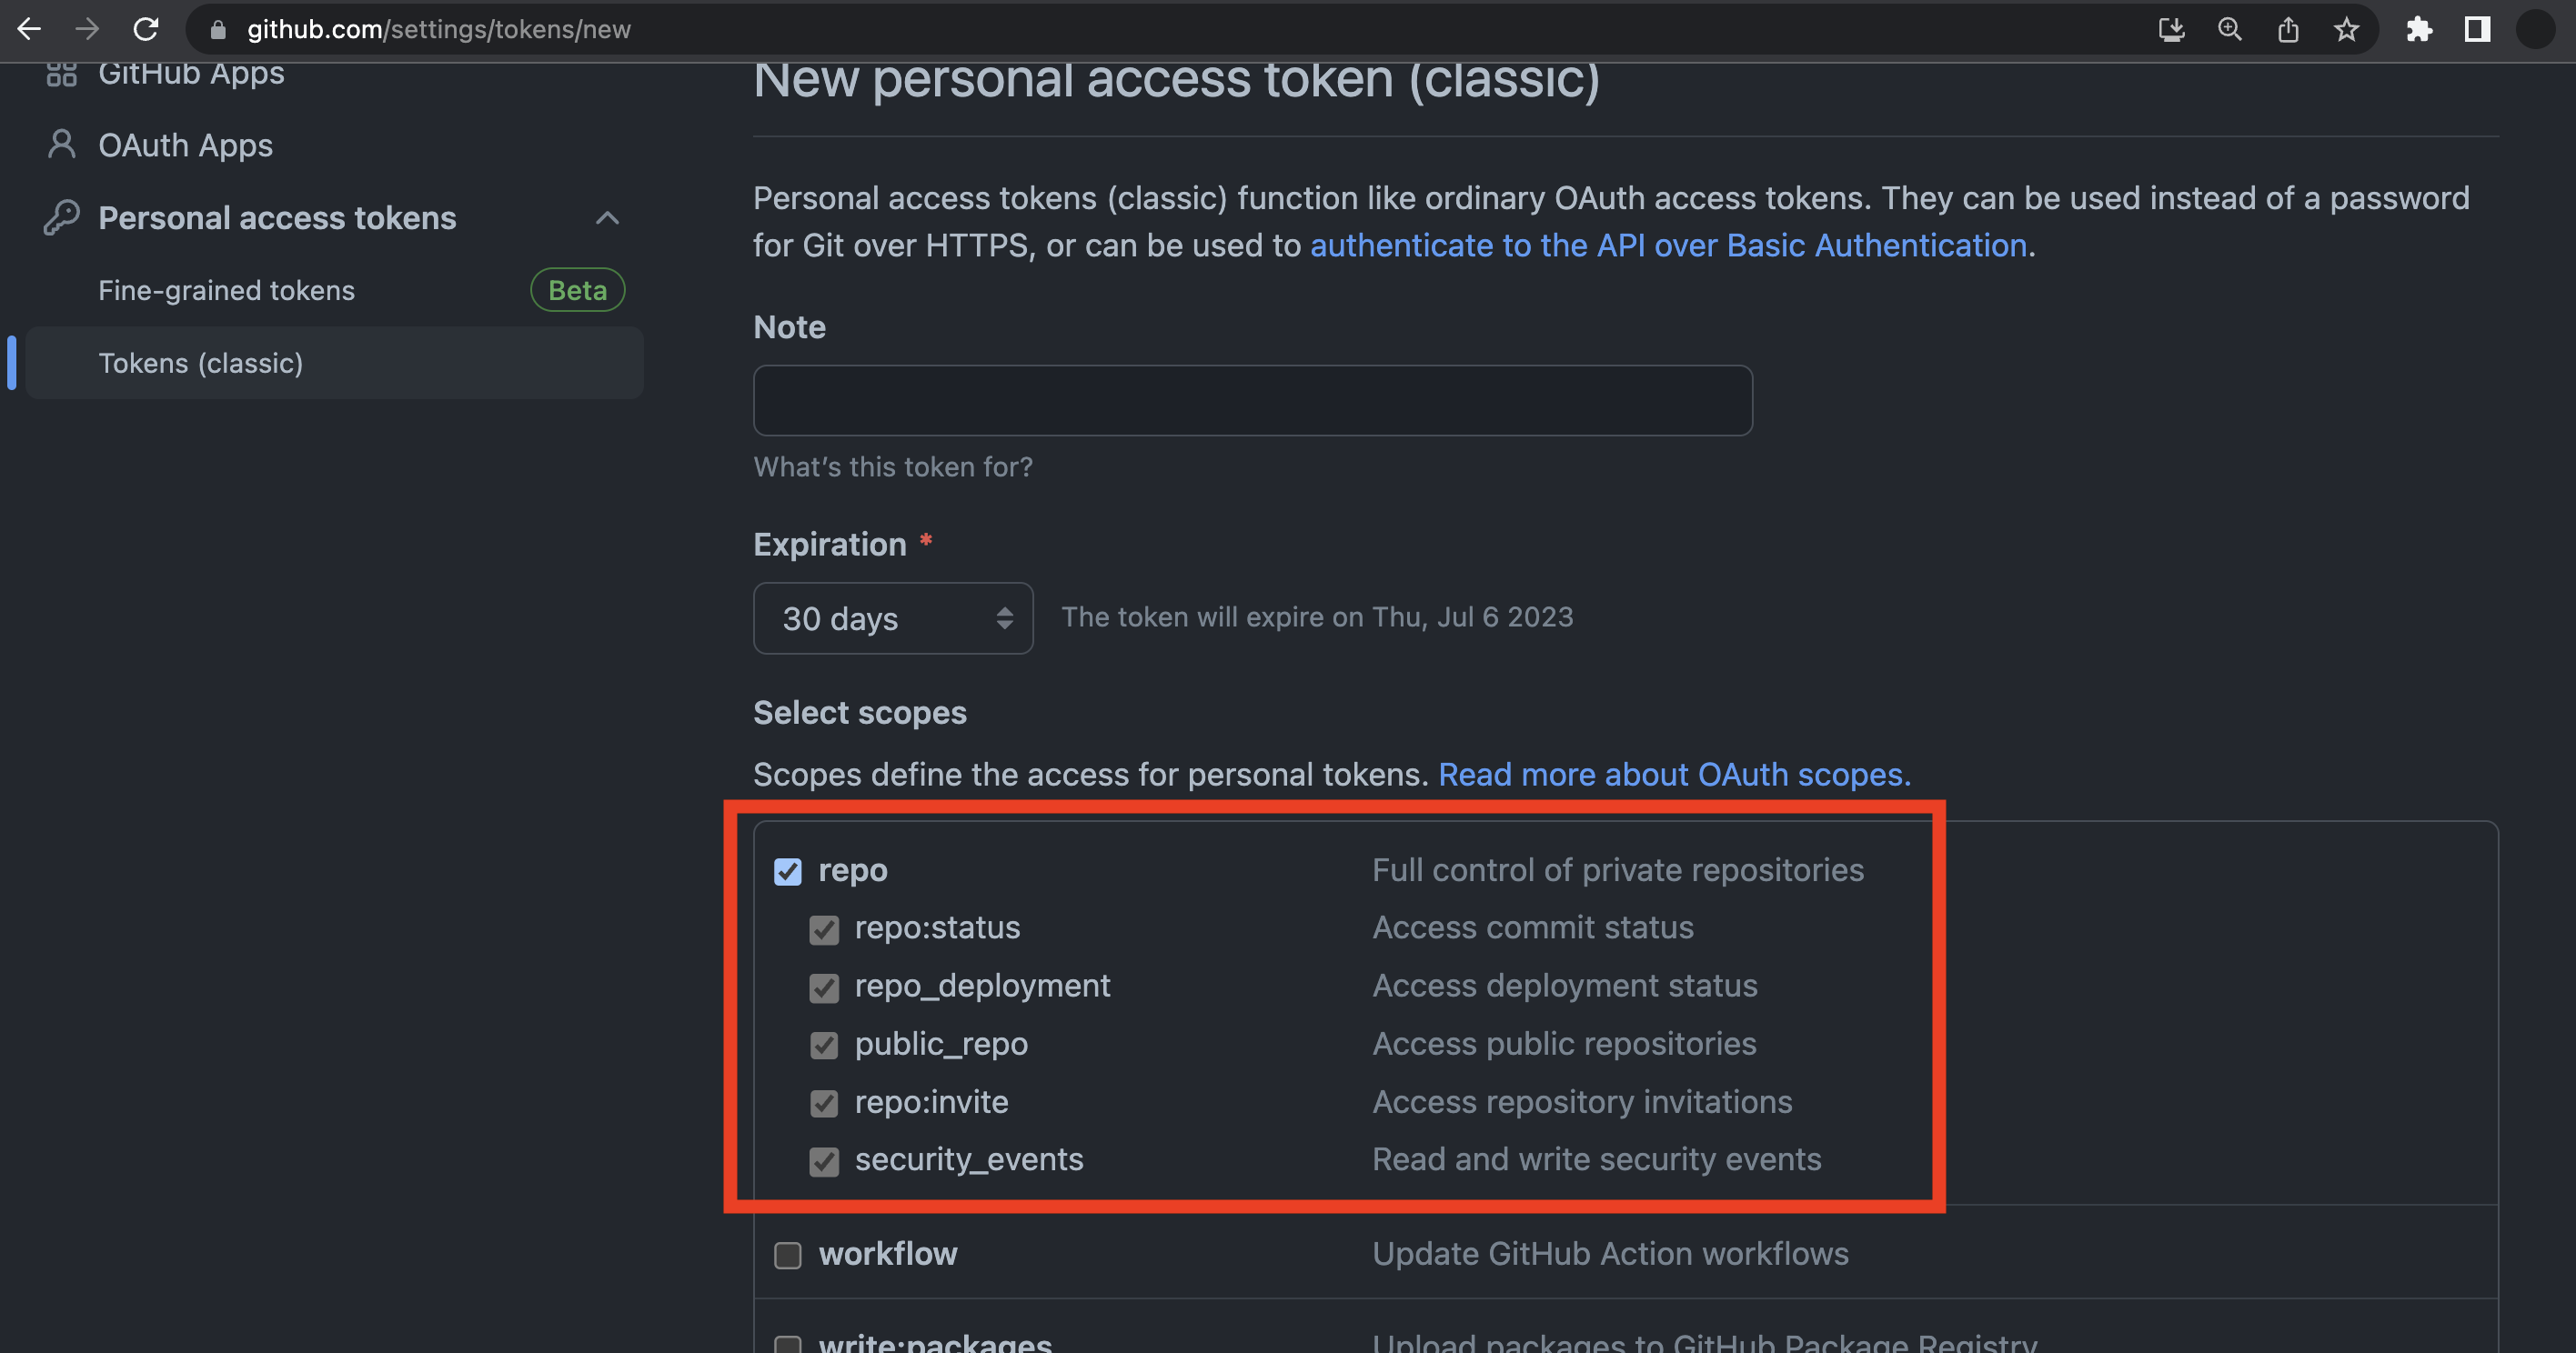 github.com/settings/tokens/new
GitHub Apps
OAuth Apps
Personal access tokens
Fine-grained tokens
Beta
Tokens (classic)
New personal access token (classic)
Personal access tokens (classic) function like ordinary OAuth access tokens. They can be used instead of a password
for Git over HTTPS, or can be used to authenticate to the API over Basic Authentication.
Note
What's this token for?
Expiration *
30 days
The token will expire on Thu, Jul 6 2023
Select scopes
Scopes define the access for personal tokens. Read more about OAuth scopes.
repo Full control of private repositories
repo:status Access commit status
repo_deployment Access deployment status
public_repo Access public repositories
repo:invite Access repository invitations
security_events Read and write security events
workflow Update GitHub Action workflows
write:packages Upload packages to GitHub Package Registry